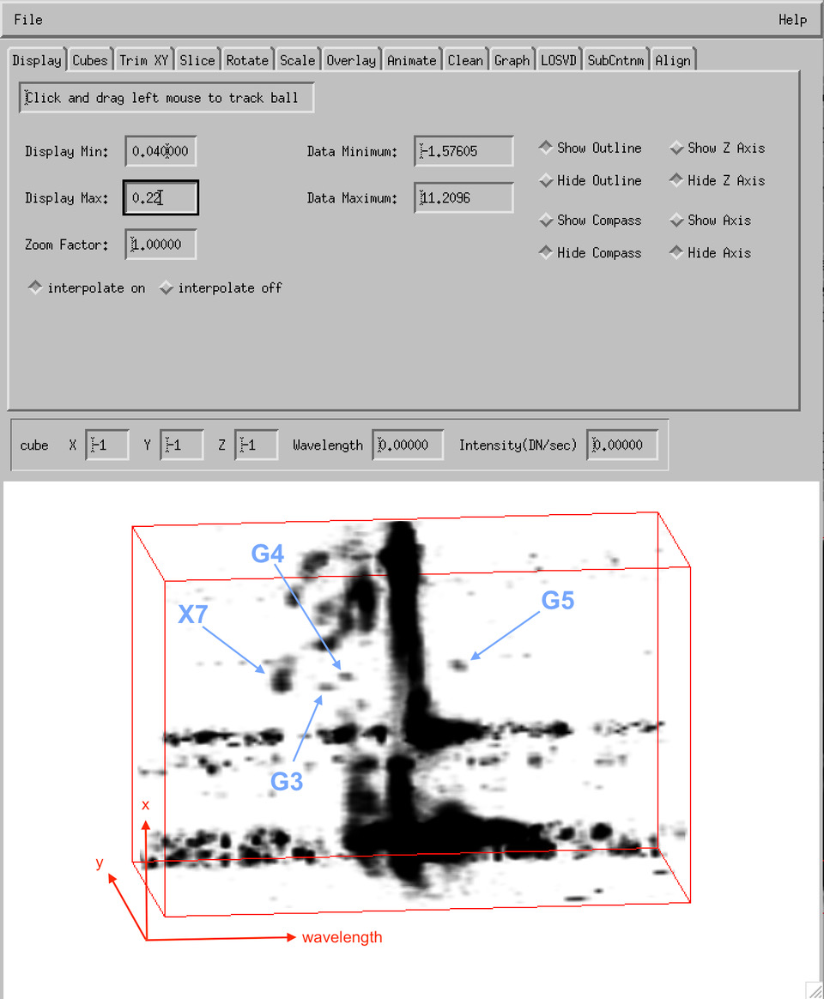 File Help
Display Cubes Trim XY Slice Rotate Scale Overlay Animate Clean Graph LOSVD SubCntnm Align
Click and drag left mouse to track ball
Display Min: 0.040000 Data Minimum: -1.57605 Show Outline Show Z Axis
Hide Outline Hide Z Axis
Display Max: 0.22 Data Maximum: 11.2096
Show Compass Show Axis
Zoom Factor: 1.00000
Hide Compass Hide Axis
interpolate on interpolate off
cube X -1 Y -1 Z -1 Wavelength 0.00000 Intensity(DN/sec) 0.00000
G4
G5
X7
G3
x
y
wavelength